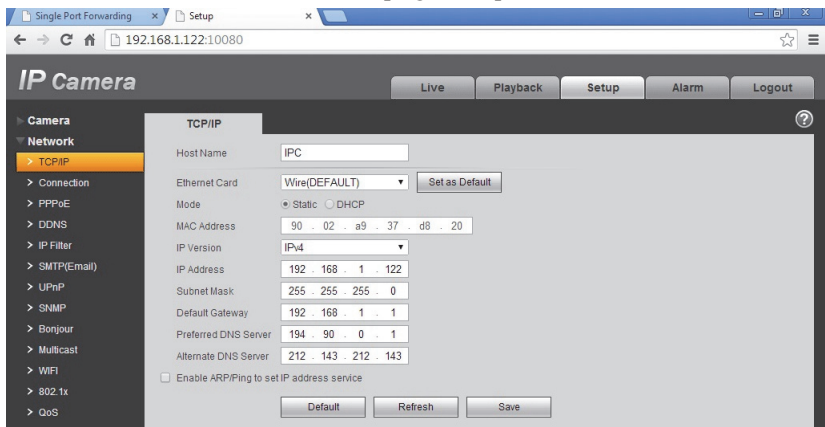 Single Port Forwarding × Setup ×
192.168.1.122:10080
IP Camera Live Playback Setup Alarm Logout
Camera
Network
> TCP/IP
> Connection
> PPPoE
> DDNS
> IP Filter
> SMTP(Email)
> UPnP
> SNMP
> Bonjour
> Multicast
> WIFI
> 802.1x
> QoS
TCP/IP ?
Host Name IPC
Ethernet Card Wire(DEFAULT) Set as Default
Mode Static DHCP
MAC Address 90 . 02 . a9 . 37 . d8 . 20
IP Version IPv4
IP Address 192 . 168 . 1 . 122
Subnet Mask 255 . 255 . 255 . 0
Default Gateway 192 . 168 . 1 . 1
Preferred DNS Server 194 . 90 . 0 . 1
Alternate DNS Server 212 . 143 . 212 . 143
Enable ARP/Ping to set IP address service
Default Refresh Save